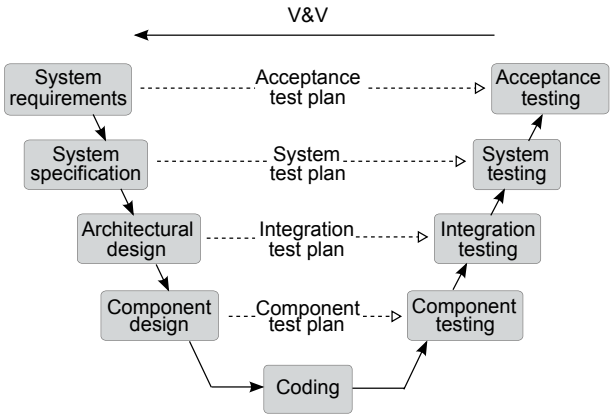 V&V
System
requirements
Acceptance
test plan
Acceptance
testing
System
specification
System
test plan
System
testing
Architectural
design
Integration
test plan
Integration
testing
Component
design
Component
test plan
Component
testing
Coding